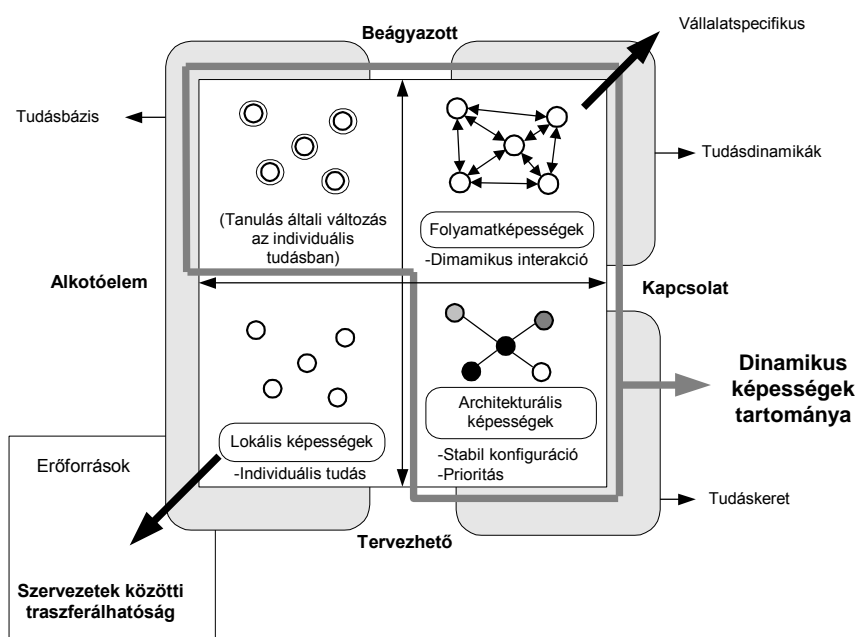 Beágyazott
Vállalatspecifikus
Tudásbázis
Tudásdinamikák
(Tanulás általi változás
az individuális
tudásban)
Folyamatképességek
-Dimamikus interakció
Alkotóelem
Kapcsolat
Dinamikus
képességek
tartománya
Lokális képességek
-Individuális tudás
Architekturális
képességek
-Stabil konfiguráció
-Prioritás
Erőforrások
Tudáskeret
Tervezhető
Szervezetek közötti
traszferálhatóság